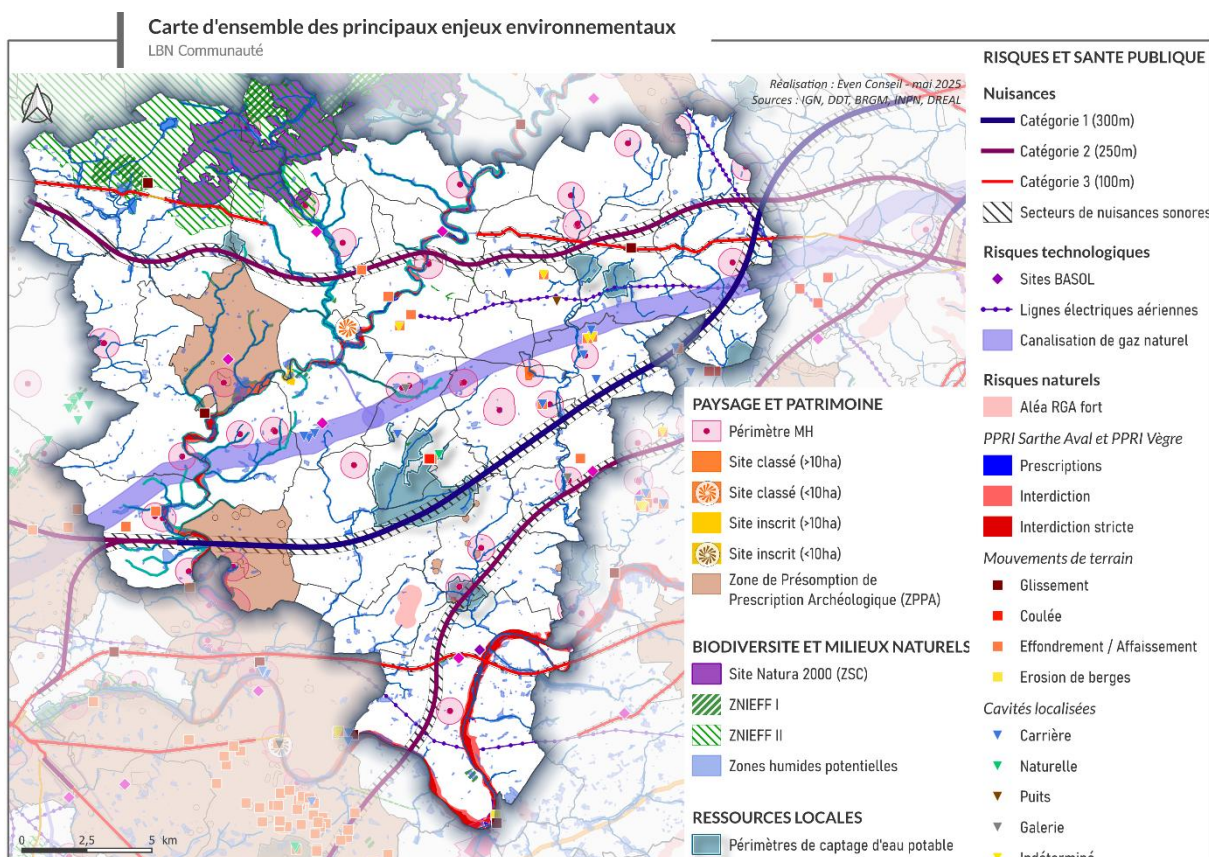 Carte d'ensemble des principaux enjeux environnementaux
LBN Communauté
Réalisation : Even Conseil - mai 2025
Sources : IGN, DDT, BRGM, INPN, DREAL
0 2,5 5 km
PAYSAGE ET PATRIMOINE
Périmètre MH
Site classé (>10ha)
Site classé (<10ha)
Site inscrit (>10ha)
Site inscrit (<10ha)
Zone de Présomption de
Prescription Archéologique (ZPPA)
BIODIVERSITE ET MILIEUX NATURELS
Site Natura 2000 (ZSC)
ZNIEFF I
ZNIEFF II
Zones humides potentielles
RESSOURCES LOCALES
Périmètres de captage d'eau potable
RISQUES ET SANTE PUBLIQUE
Nuisances
Catégorie 1 (300m)
Catégorie 2 (250m)
Catégorie 3 (100m)
Secteurs de nuisances sonores
Risques technologiques
Sites BASOL
Lignes électriques aériennes
Canalisation de gaz naturel
Risques naturels
Aléa RGA fort
PPRI Sarthe Aval et PPRI Vègre
Prescriptions
Interdiction
Interdiction stricte
Mouvements de terrain
Glissement
Coulée
Effondrement / Affaissement
Erosion de berges
Cavités localisées
Carrière
Naturelle
Puits
Galerie
Indéterminé